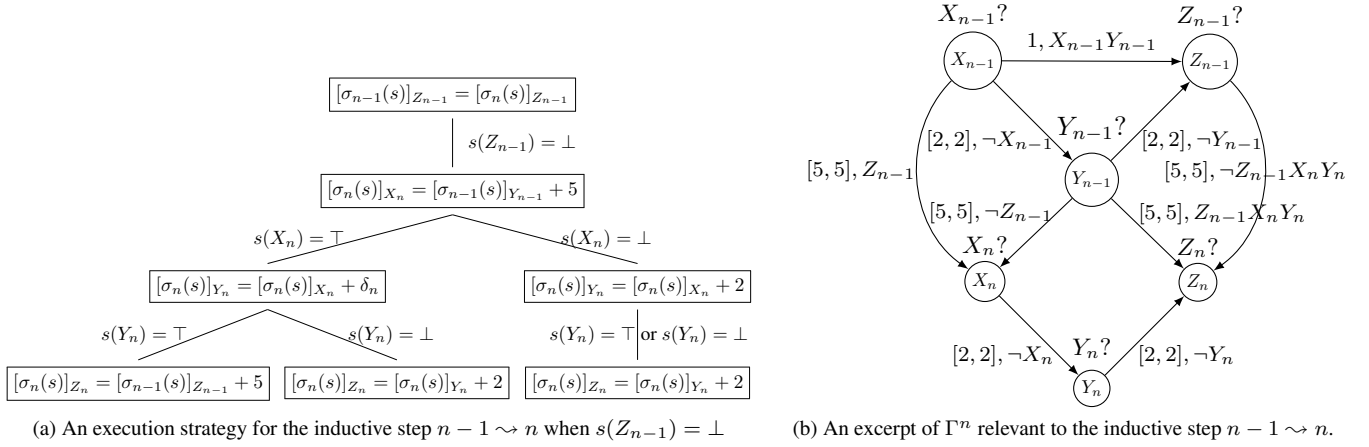 [σ_{n−1}(s)]_{Z_{n−1}} = [σ_n(s)]_{Z_{n−1}}
s(Z_{n−1}) = ⊥
[σ_n(s)]_{X_n} = [σ_{n−1}(s)]_{Y_{n−1}} + 5
s(X_n) = ⊤
s(X_n) = ⊥
[σ_n(s)]_{Y_n} = [σ_n(s)]_{X_n} + δ_n
[σ_n(s)]_{Y_n} = [σ_n(s)]_{X_n} + 2
s(Y_n) = ⊤
s(Y_n) = ⊥
s(Y_n) = ⊤ or s(Y_n) = ⊥
[σ_n(s)]_{Z_n} = [σ_{n−1}(s)]_{Z_{n−1}} + 5
[σ_n(s)]_{Z_n} = [σ_n(s)]_{Y_n} + 2
[σ_n(s)]_{Z_n} = [σ_n(s)]_{Y_n} + 2
(a) An execution strategy for the inductive step n − 1 ⇝ n when s(Z_{n−1}) = ⊥
X_{n−1}?
Z_{n−1}?
X_{n−1}
1, X_{n−1}Y_{n−1}
Z_{n−1}
Y_{n−1}?
[2, 2], ¬X_{n−1}
[2, 2], ¬Y_{n−1}
[5, 5], Z_{n−1}
Y_{n−1}
[5, 5], ¬Z_{n−1}X_nY_n
[5, 5], ¬Z_{n−1}
[5, 5], Z_{n−1}X_nY_n
X_n?
Z_n?
X_n
Z_n
[2, 2], ¬X_n
Y_n?
[2, 2], ¬Y_n
Y_n
(b) An excerpt of Γ^n relevant to the inductive step n − 1 ⇝ n.